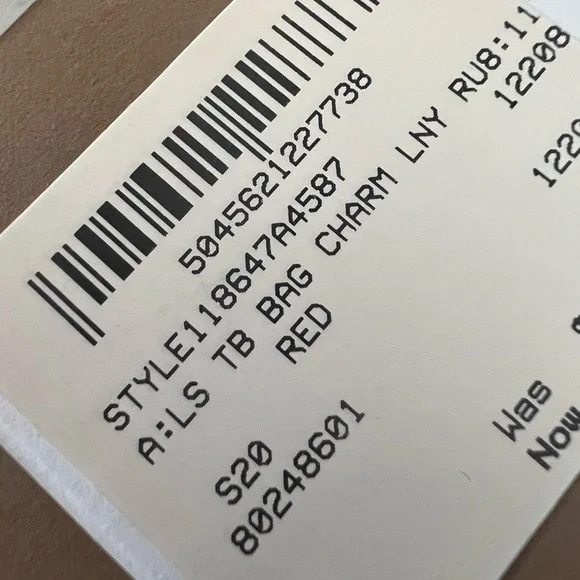 5045621227738
STYLE118647A4587
A:LS TB BAG CHARM LNY RU8:11
RED
12208
S20
80248601
Was
Now